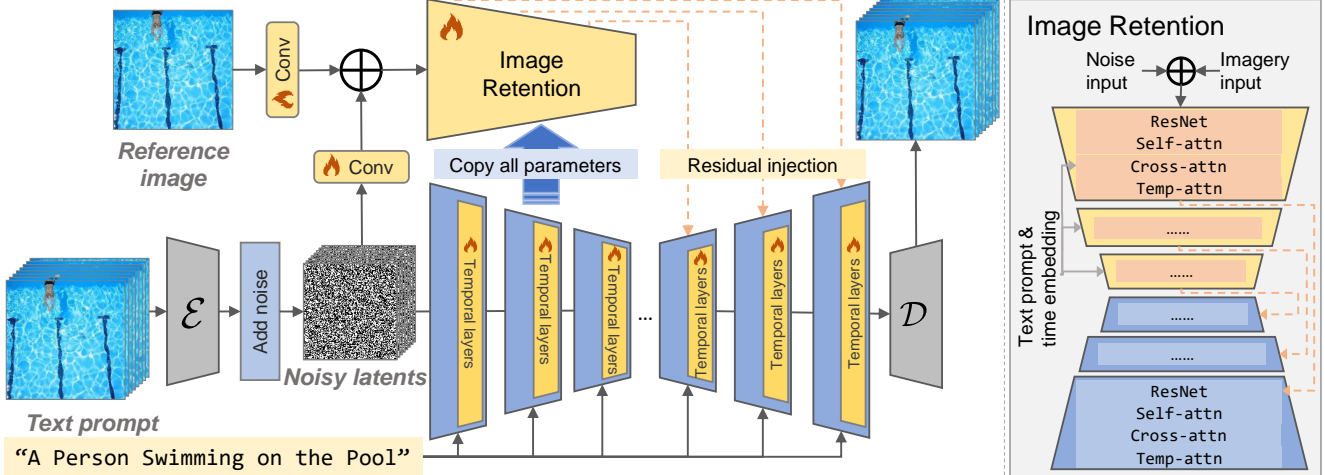 Reference
image
Conv
Image
Retention
Conv
Copy all parameters
Residual injection
Temporal layers
Temporal layers
Temporal layers
...
Temporal layers
Temporal layers
Temporal layers
ℰ
Add noise
Noisy latents
𝒟
Text prompt
“A Person Swimming on the Pool”
Image Retention
Noise
input
Imagery
input
ResNet
Self-attn
Cross-attn
Temp-attn
Text prompt &
time embedding
......
......
......
......
ResNet
Self-attn
Cross-attn
Temp-attn